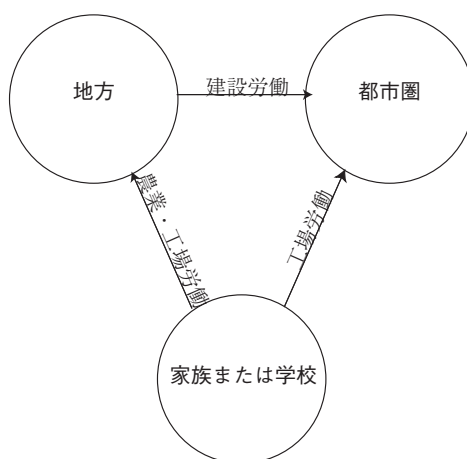 地方
建設労働
都市圏
農業・工場労働
工場労働
家族または学校